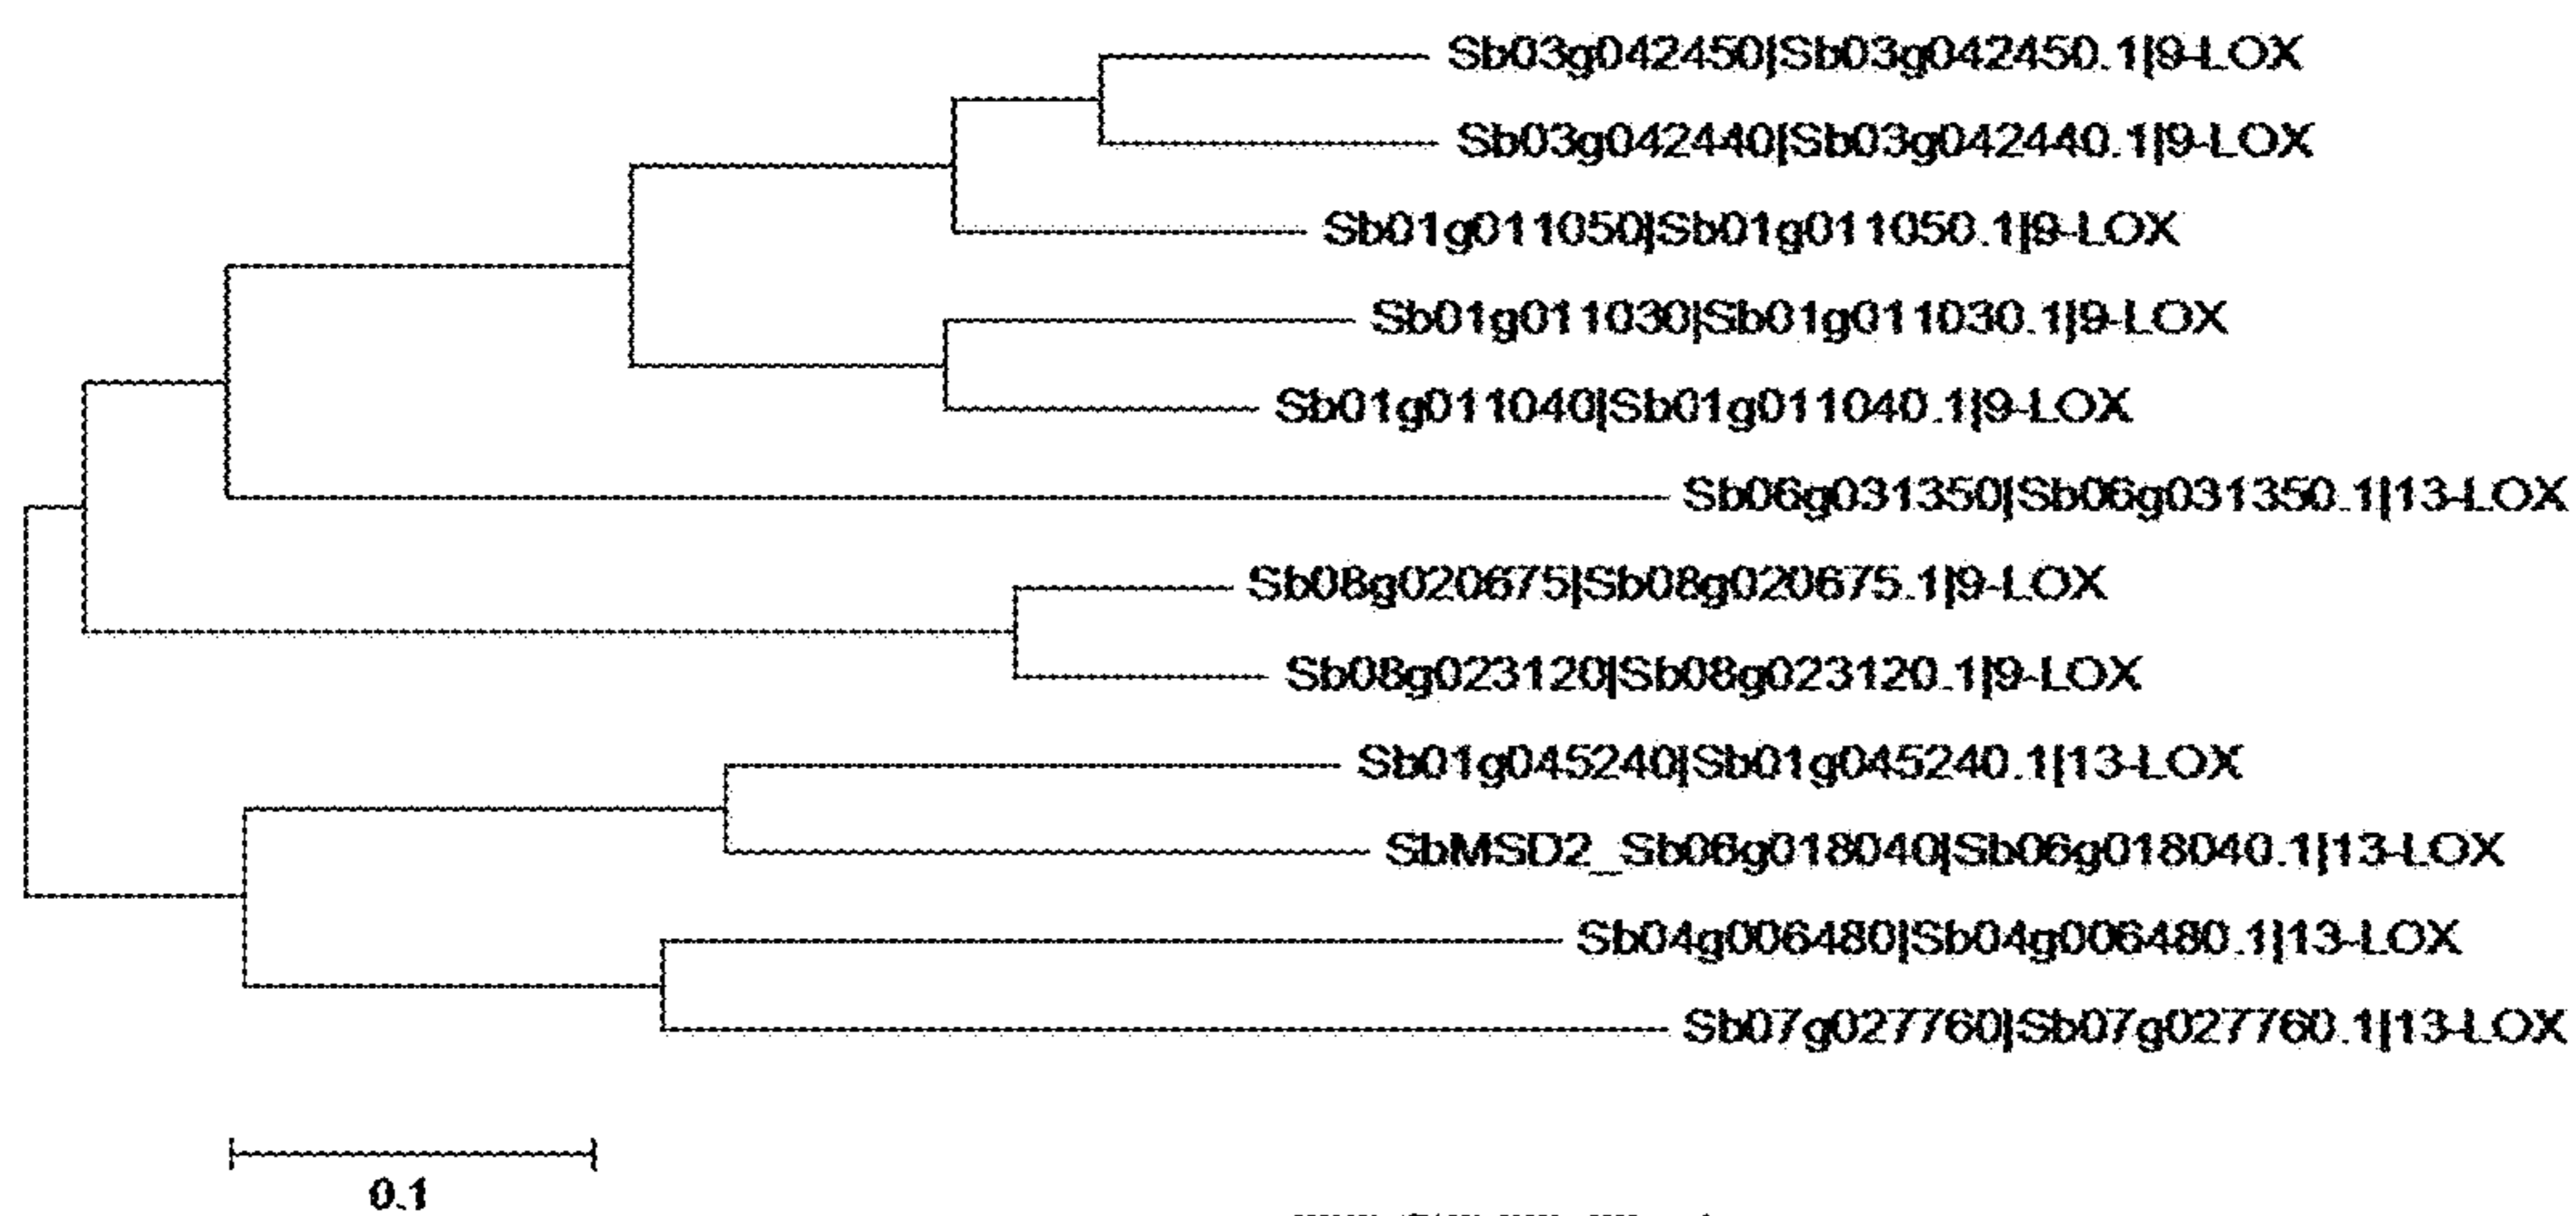 Sb03g042450|Sb03g042450.1|9-LOX
Sb03g042440|Sb03g042440.1|9-LOX
Sb01g011050|Sb01g011050.1|9-LOX
Sb01g011030|Sb01g011030.1|9-LOX
Sb01g011040|Sb01g011040.1|9-LOX
Sb06g031350|Sb06g031350.1|13-LOX
Sb08g020675|Sb08g020675.1|9-LOX
Sb08g023120|Sb08g023120.1|9-LOX
Sb01g045240|Sb01g045240.1|13-LOX
SbMSD2_Sb06g018040|Sb06g018040.1|13-LOX
Sb04g006480|Sb04g006480.1|13-LOX
Sb07g027760|Sb07g027760.1|13-LOX
0.1